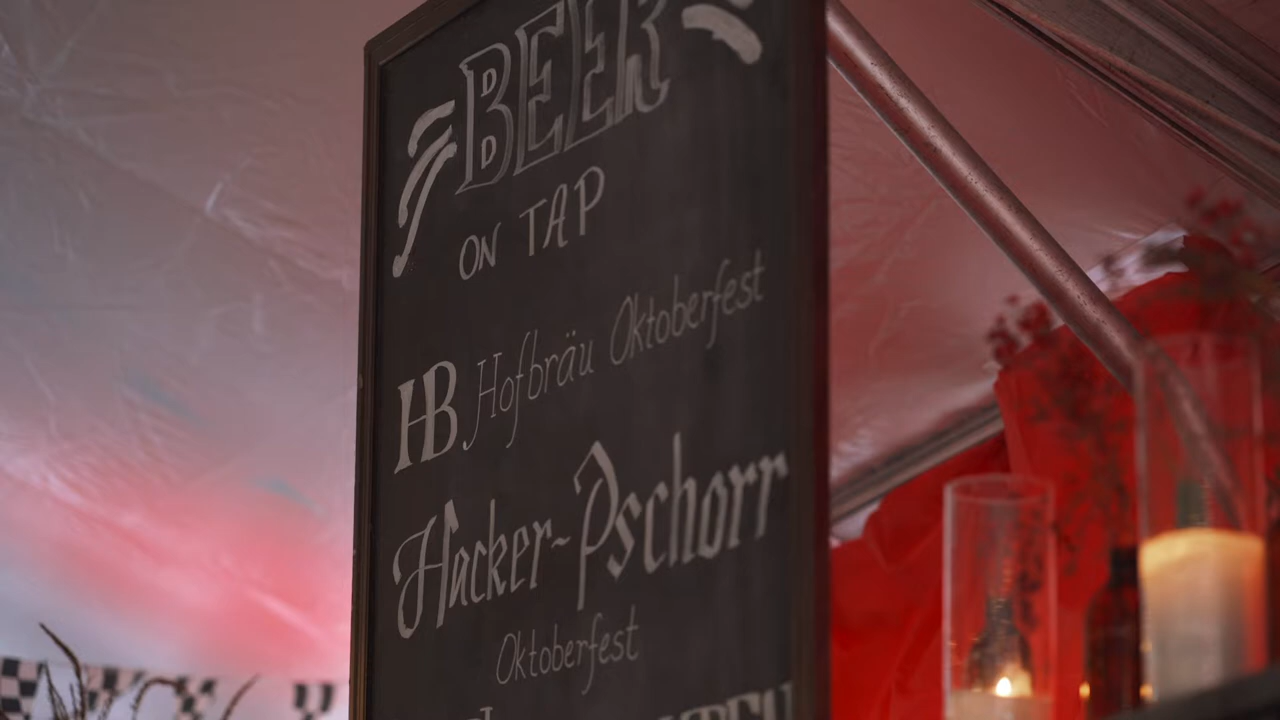 BEER
ON TAP
HB Hofbräu Oktoberfest
Hacker-Pschorr
Oktoberfest